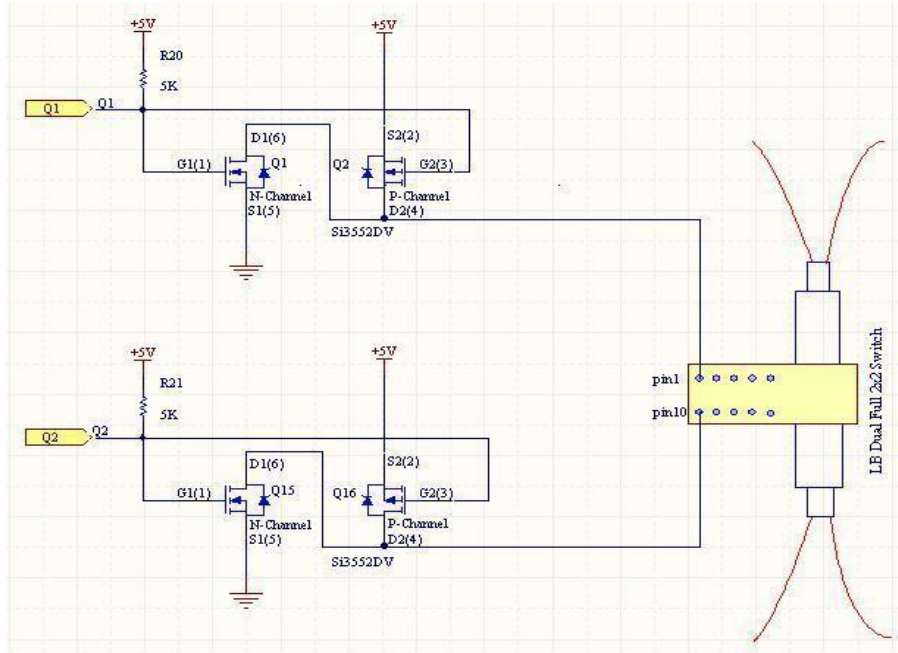 +5V
+5V
R20
5K
Q1
Q1
D1(6)
S2(2)
G1(1)
Q1
Q2
G2(3)
N-Channel
P-Channel
S1(5)
D2(4)
Si3552DV
+5V
+5V
R21
5K
Q2
Q2
D1(6)
S2(2)
G1(1)
Q15
Q16
G2(3)
N-Channel
P-Channel
S1(5)
D2(4)
Si3552DV
pin1
pin10
LB Dual Full 2x2 Switch